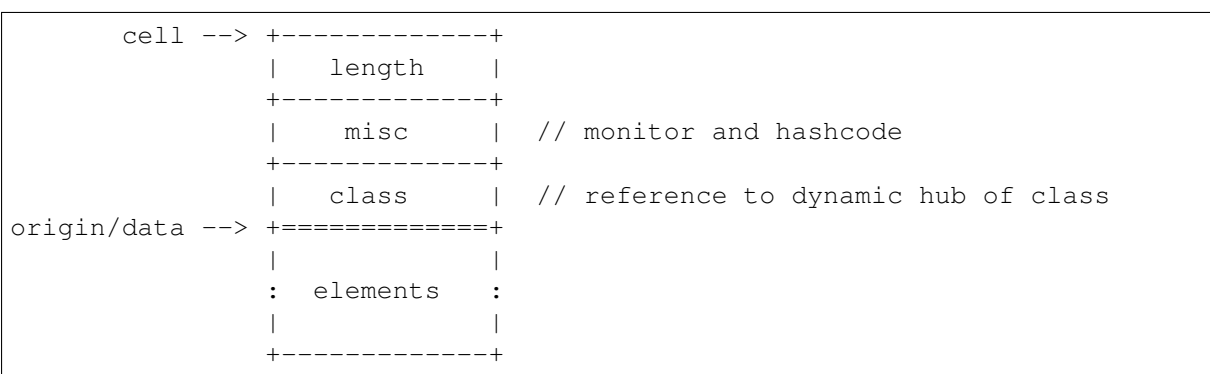 cell --> +-------------+
                |   length    |
                +-------------+
                |    misc     |  // monitor and hashcode
                +-------------+
                |   class     |  // reference to dynamic hub of class
origin/data --> +=============+
                |             |
                :  elements   :
                |             |
                +-------------+